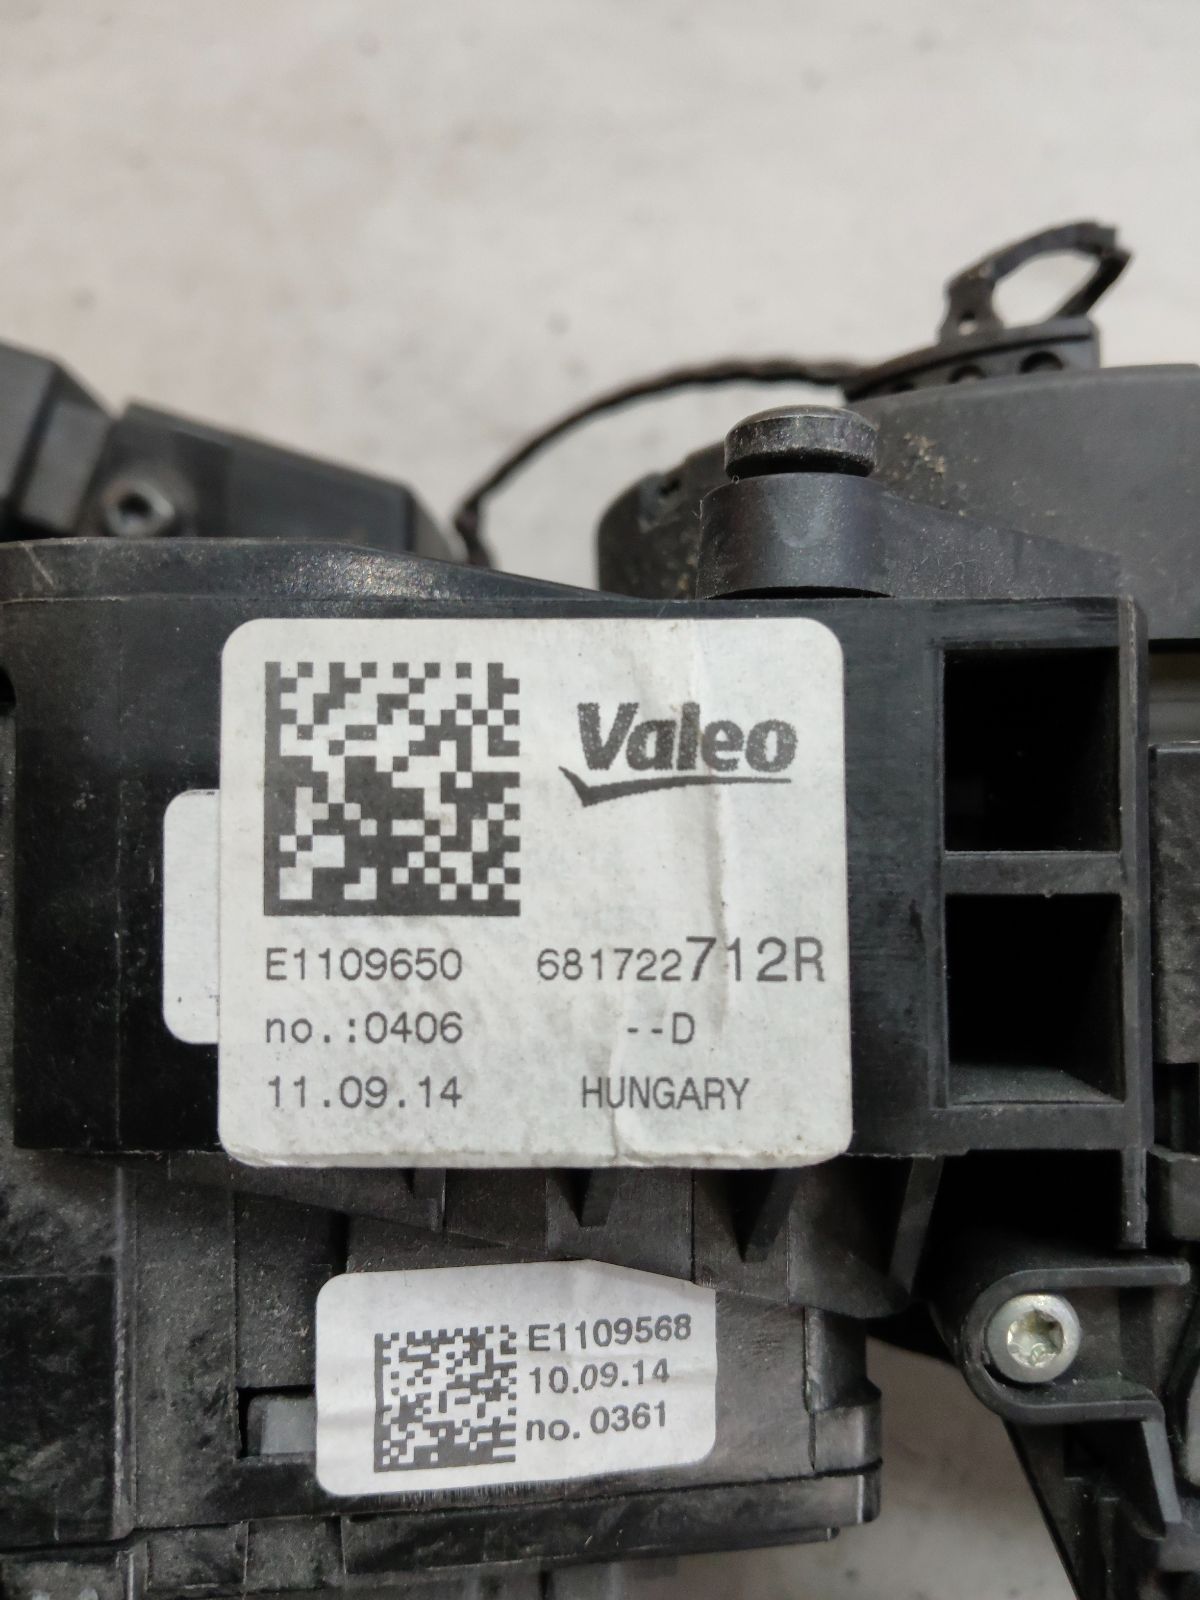 Valeo
E1109650 681722712R
no.:0406 --D
11.09.14 HUNGARY
E1109568
10.09.14
no. 0361